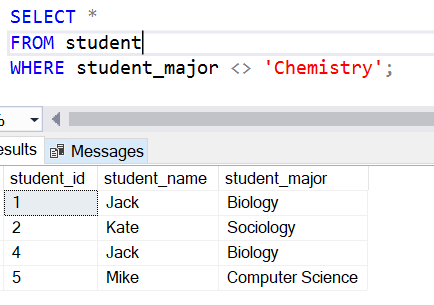 SELECT *
FROM student
WHERE student_major <> 'Chemistry';
%
esults Messages
student_id student_name student_major
1 Jack Biology
2 Kate Sociology
4 Jack Biology
5 Mike Computer Science